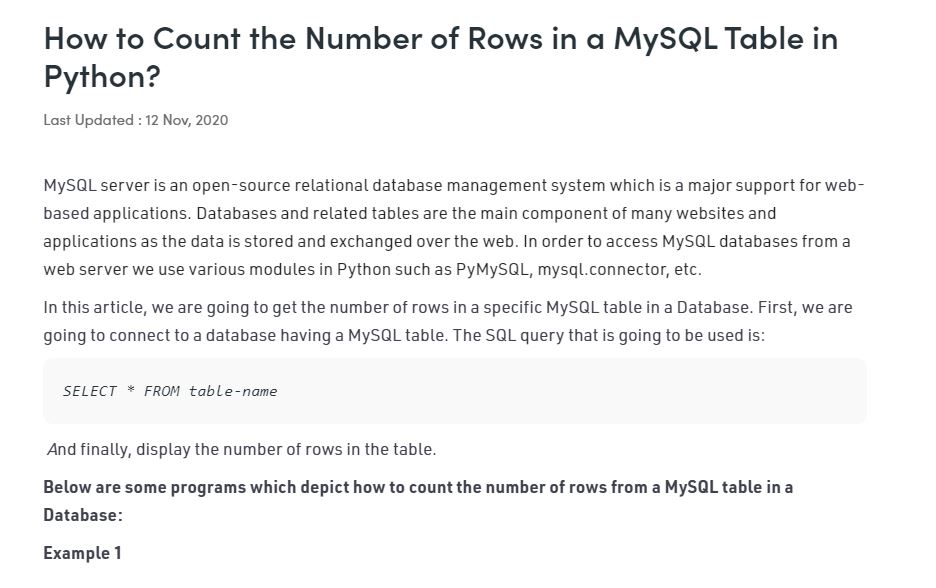 How to Count the Number of Rows in a MySQL Table in
Python?
Last Updated : 12 Nov, 2020
MySQL server is an open-source relational database management system which is a major support for web-
based applications. Databases and related tables are the main component of many websites and
applications as the data is stored and exchanged over the web. In order to access MySQL databases from a
web server we use various modules in Python such as PyMySQL, mysql.connector, etc.
In this article, we are going to get the number of rows in a specific MySQL table in a Database. First, we are
going to connect to a database having a MySQL table. The SQL query that is going to be used is:
SELECT * FROM table-name
And finally, display the number of rows in the table.
Below are some programs which depict how to count the number of rows from a MySQL table in a
Database:
Example 1